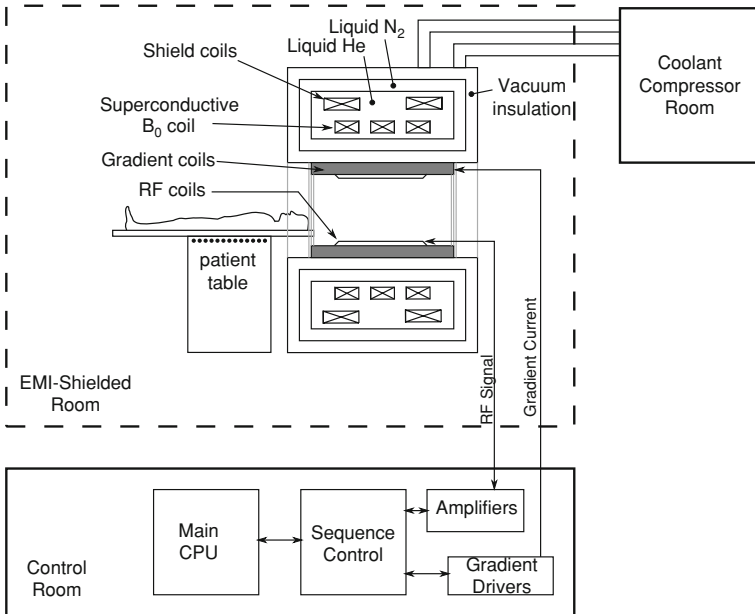 Liquid N2
Liquid He
Shield coils
Superconductive
B0 coil
Gradient coils
RF coils
Vacuum
insulation
Coolant
Compressor
Room
patient
table
EMI-Shielded
Room
RF Signal
Gradient Current
Control
Room
Main
CPU
Sequence
Control
Amplifiers
Gradient
Drivers